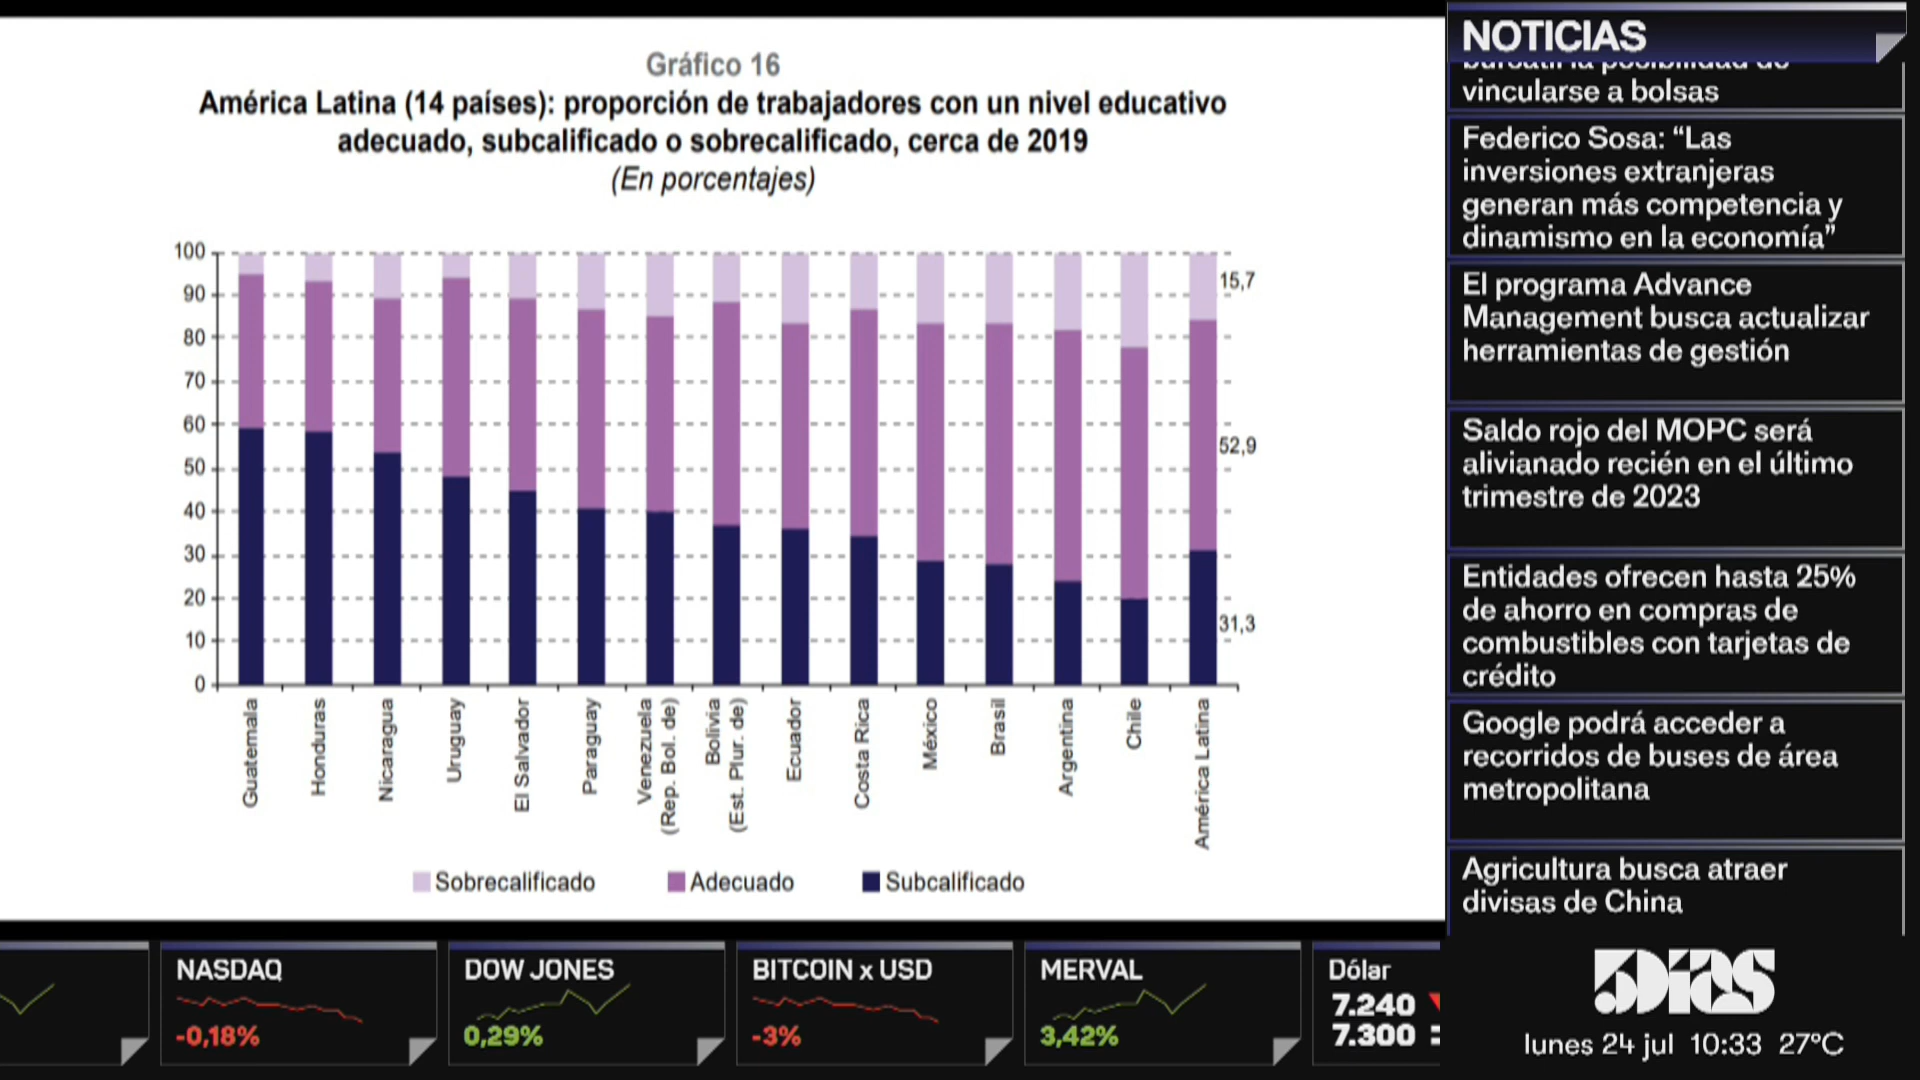 Gráfico 16
América Latina (14 países): proporción de trabajadores con un nivel educativo
adecuado, subcalificado o sobrecalificado, cerca de 2019
(En porcentajes)
100
90
80
70
60
50
40
30
20
10
0
15,7
52,9
31,3
Guatemala
Honduras
Nicaragua
Uruguay
El Salvador
Paraguay
Venezuela
(Rep. Bol. de)
Bolivia
(Est. Plur. de)
Ecuador
Costa Rica
México
Brasil
Argentina
Chile
América Latina
Sobrecalificado
Adecuado
Subcalificado
NOTICIAS
bursátil la posibilidad de
vincularse a bolsas
Federico Sosa: “Las
inversiones extranjeras
generan más competencia y
dinamismo en la economía”
El programa Advance
Management busca actualizar
herramientas de gestión
Saldo rojo del MOPC será
alivianado recién en el último
trimestre de 2023
Entidades ofrecen hasta 25%
de ahorro en compras de
combustibles con tarjetas de
crédito
Google podrá acceder a
recorridos de buses de área
metropolitana
Agricultura busca atraer
divisas de China
NASDAQ
-0,18%
DOW JONES
0,29%
BITCOIN x USD
-3%
MERVAL
3,42%
Dólar
7.240
7.300
5Días
lunes 24 jul 10:33 27°C